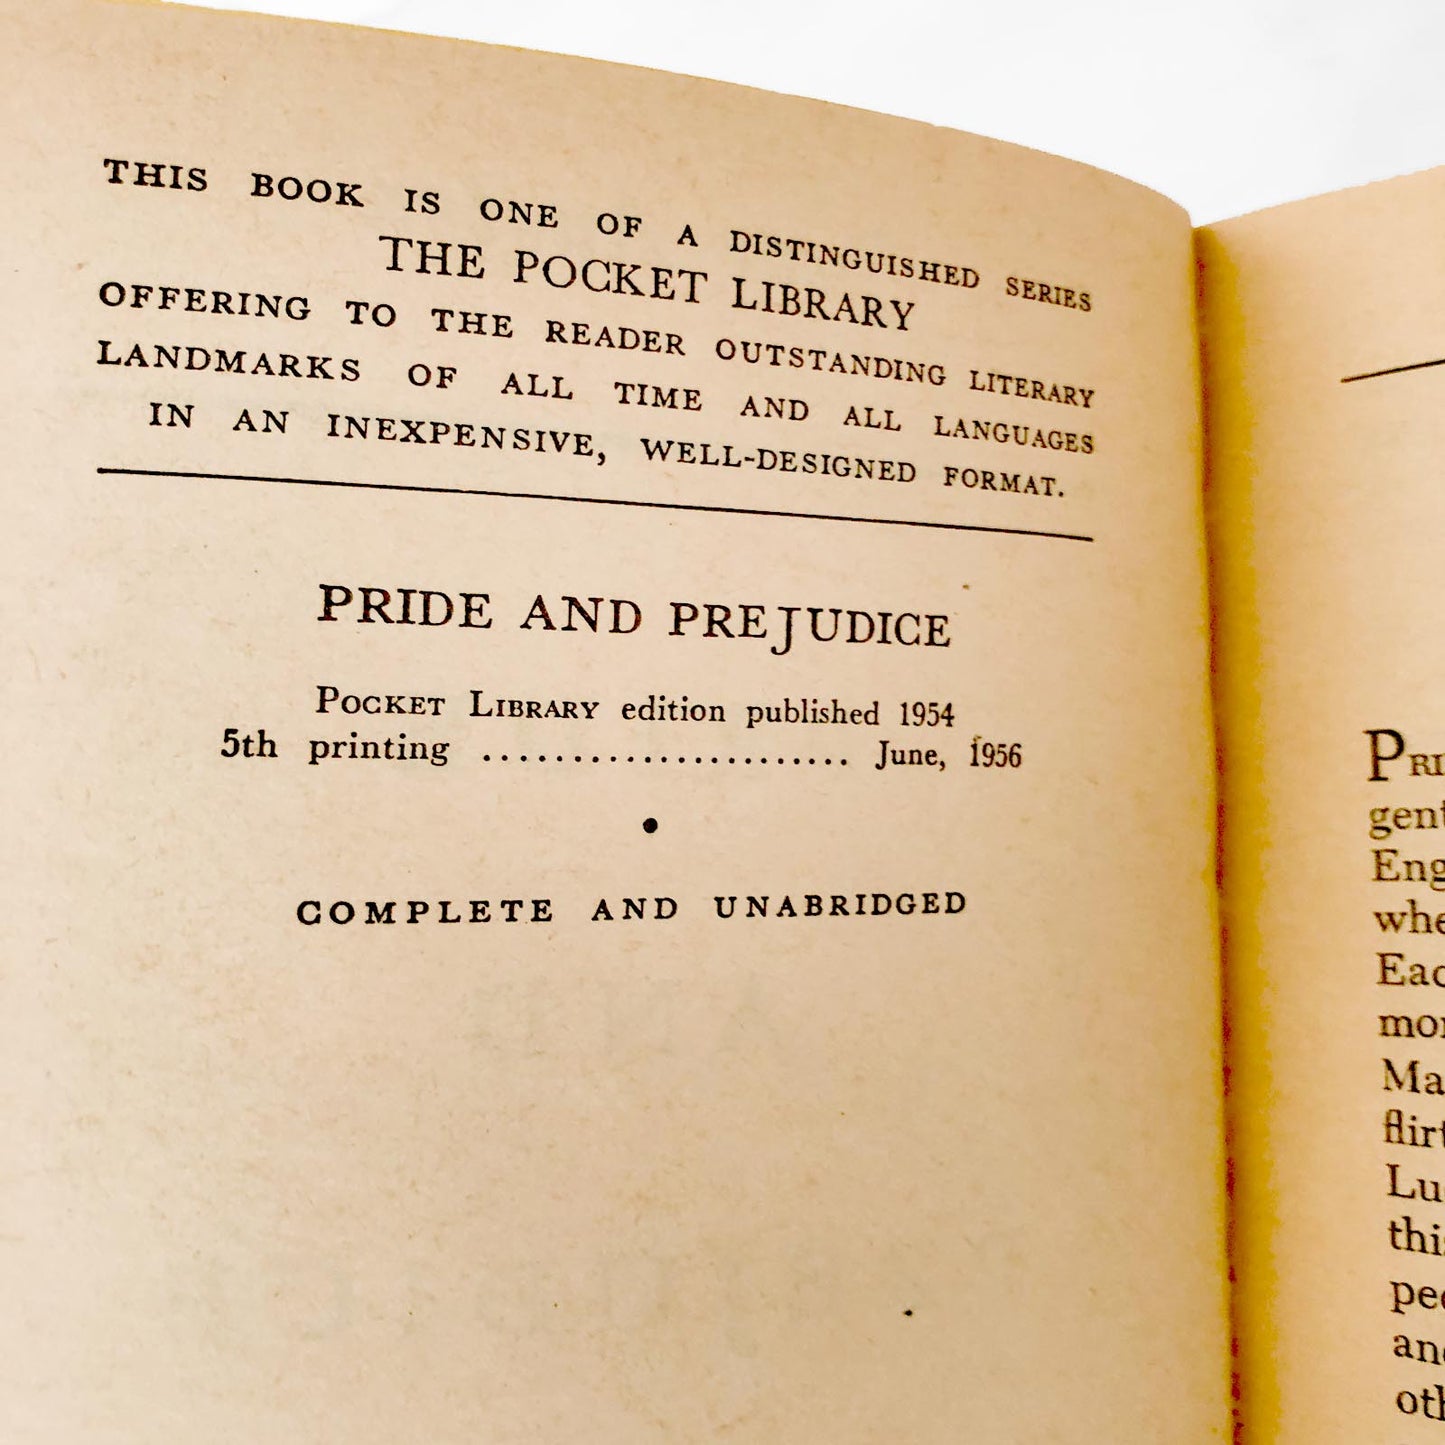 THIS BOOK IS ONE OF A DISTINGUISHED SERIES
THE POCKET LIBRARY
OFFERING TO THE READER OUTSTANDING LITERARY
LANDMARKS OF ALL TIME AND ALL LANGUAGES
IN AN INEXPENSIVE, WELL-DESIGNED FORMAT.
PRIDE AND PREJUDICE
POCKET LIBRARY edition published 1954
5th printing ...................... June, 1956
•
COMPLETE AND UNABRIDGED